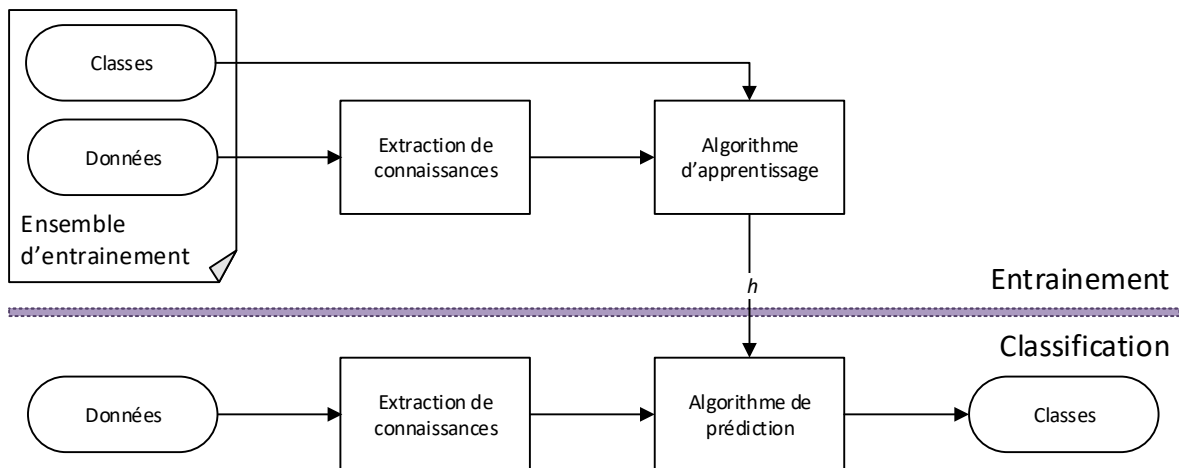 Classes
Données
Ensemble
d’entrainement
Extraction de
connaissances
Algorithme
d’apprentissage
h
Entrainement
Classification
Données
Extraction de
connaissances
Algorithme de
prédiction
Classes